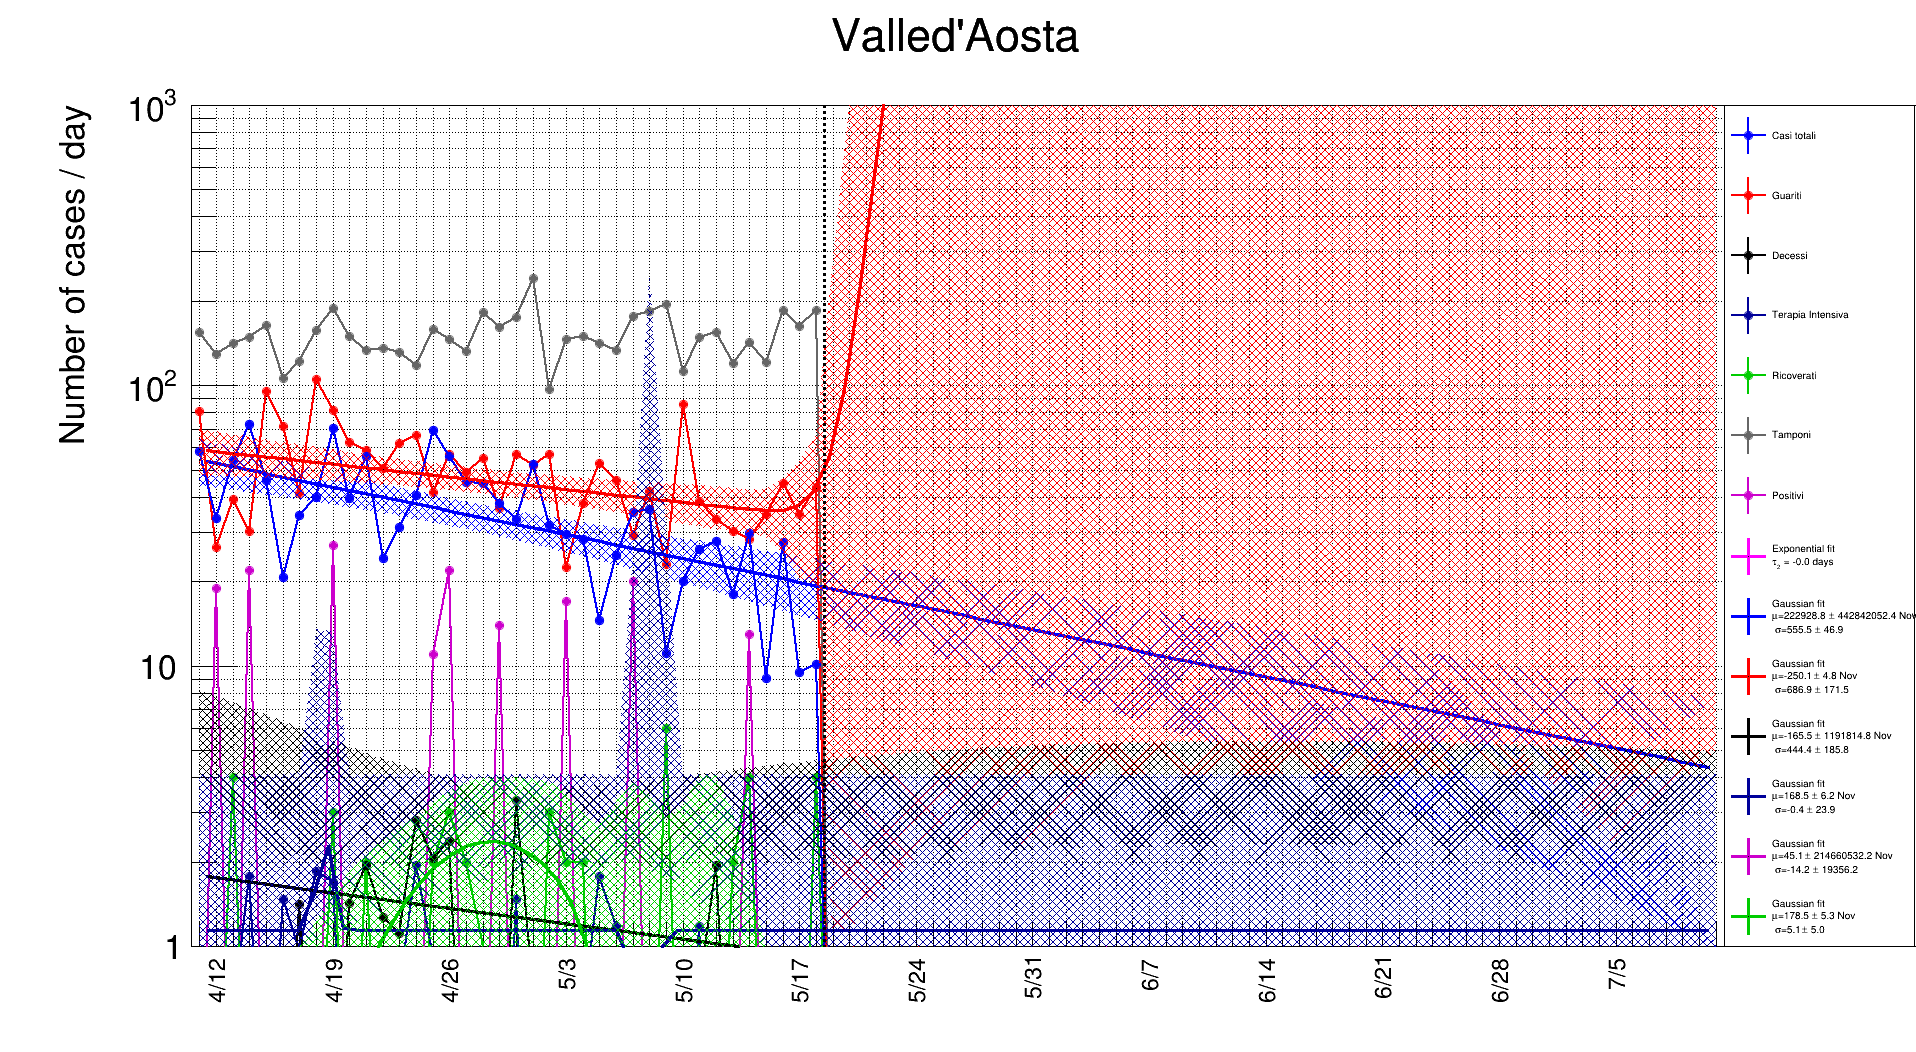 Valled'Aosta
Number of cases / day
10³
10²
10
1
4/12
4/19
4/26
5/3
5/10
5/17
5/24
5/31
6/7
6/14
6/21
6/28
7/5
Casi totali
Guariti
Decessi
Terapia Intensiva
Ricoverati
Tamponi
Positivi
Exponential fit
τ₂ = -0.0 days
Gaussian fit
μ=222928.8 ± 442842052.4 Nov
σ=555.5 ± 46.9
Gaussian fit
μ=-250.1 ± 4.8 Nov
σ=686.9 ± 171.5
Gaussian fit
μ=-165.5 ± 1191814.8 Nov
σ=444.4 ± 185.8
Gaussian fit
μ=168.5 ± 6.2 Nov
σ=-0.4 ± 23.9
Gaussian fit
μ=45.1 ± 214660532.2 Nov
σ=-14.2 ± 19356.2
Gaussian fit
μ=178.5 ± 5.3 Nov
σ=5.1 ± 5.0